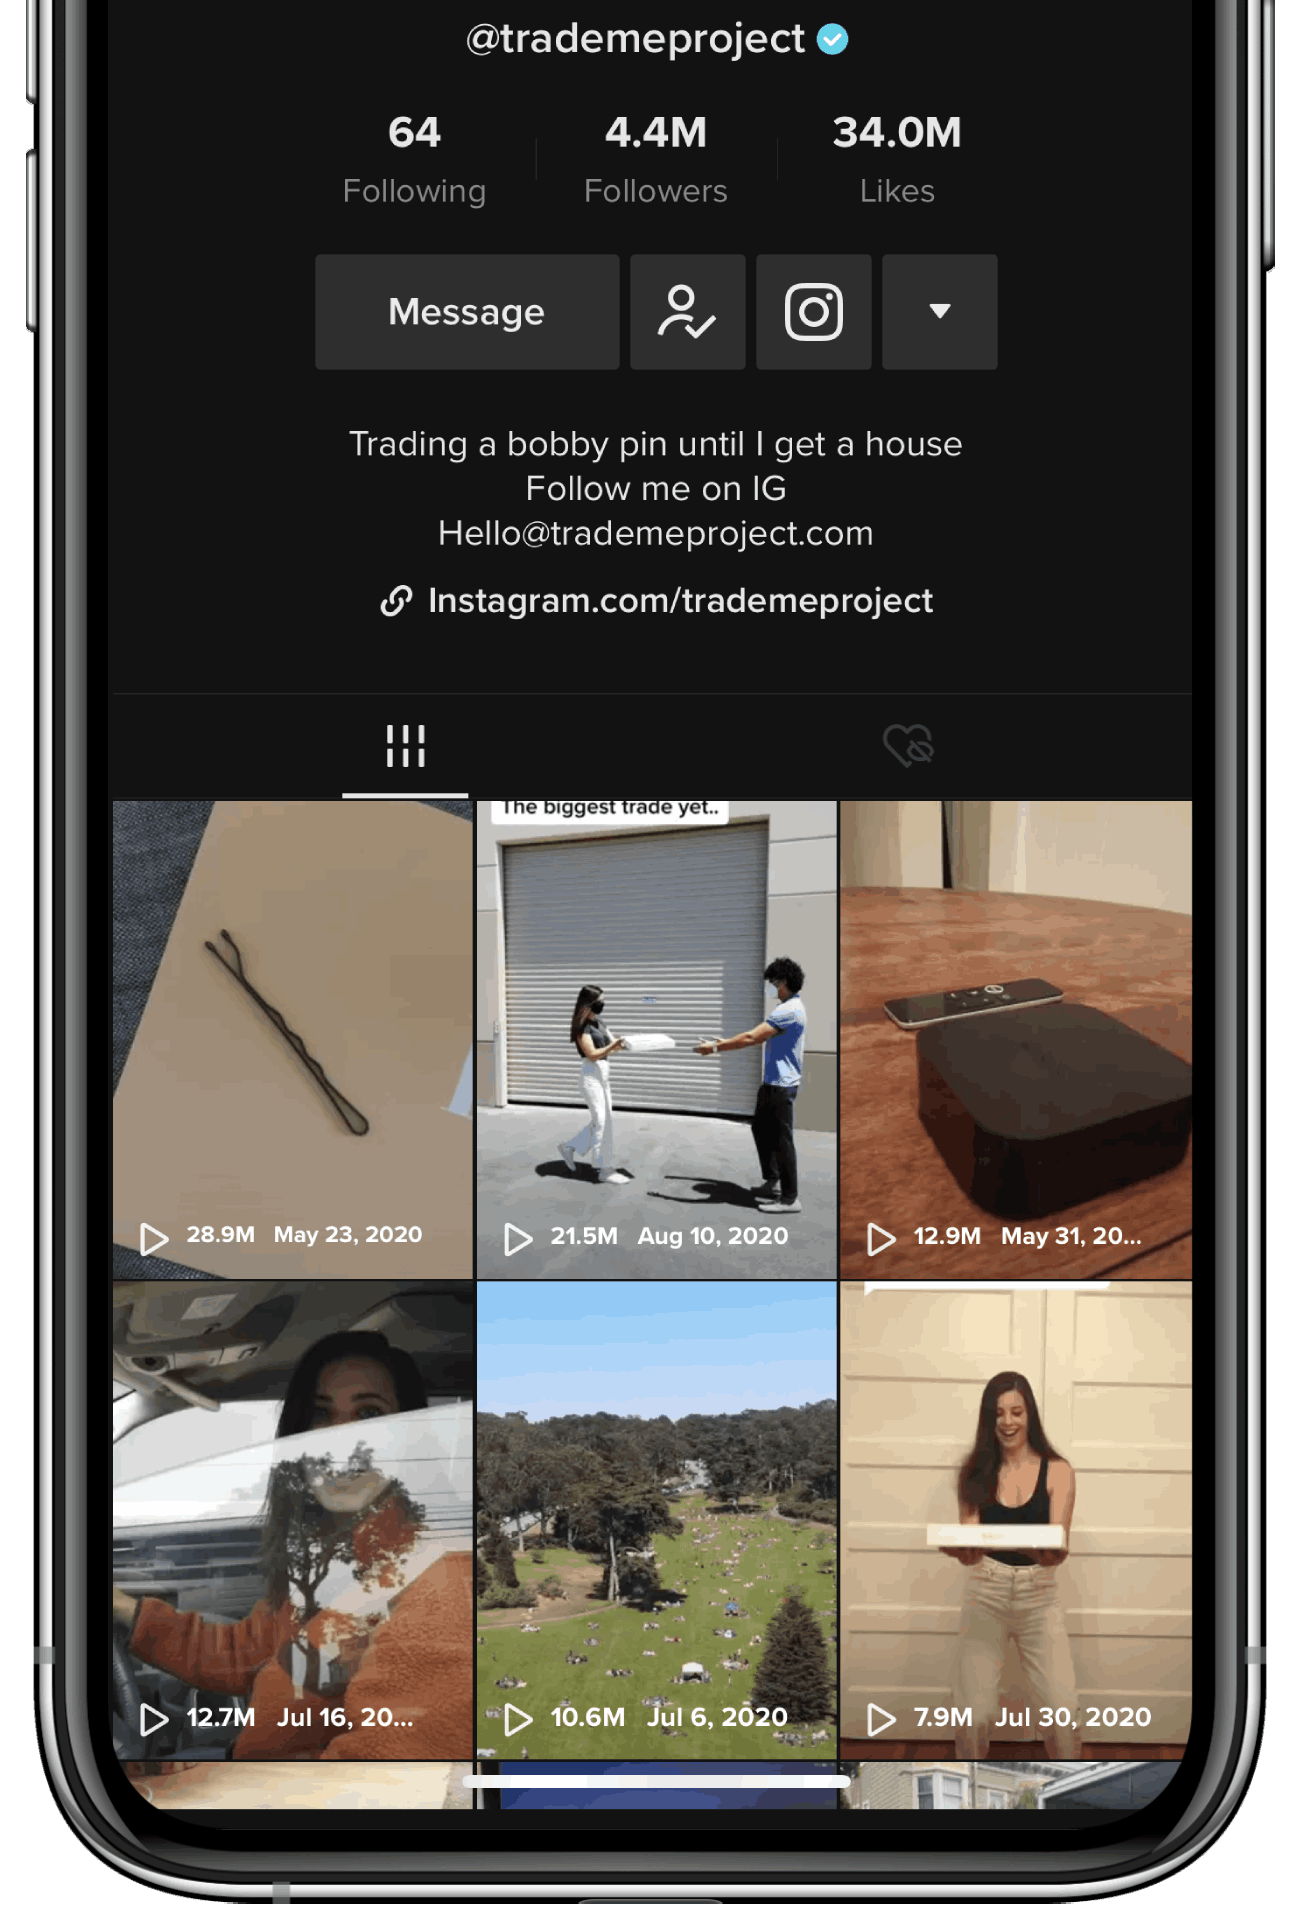 @trademeproject
64 4.4M 34.0M
Following Followers Likes
Message
Trading a bobby pin until I get a house
Follow me on IG
Hello@trademeproject.com
Instagram.com/trademeproject
The biggest trade yet..
28.9M May 23, 2020
21.5M Aug 10, 2020
12.9M May 31, 20...
12.7M Jul 16, 20...
10.6M Jul 6, 2020
7.9M Jul 30, 2020